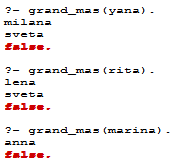 ?- grand_mas(yana).
milana
sveta
false.
?- grand_mas(rita).
lena
sveta
false.
?- grand_mas(marina).
anna
false.